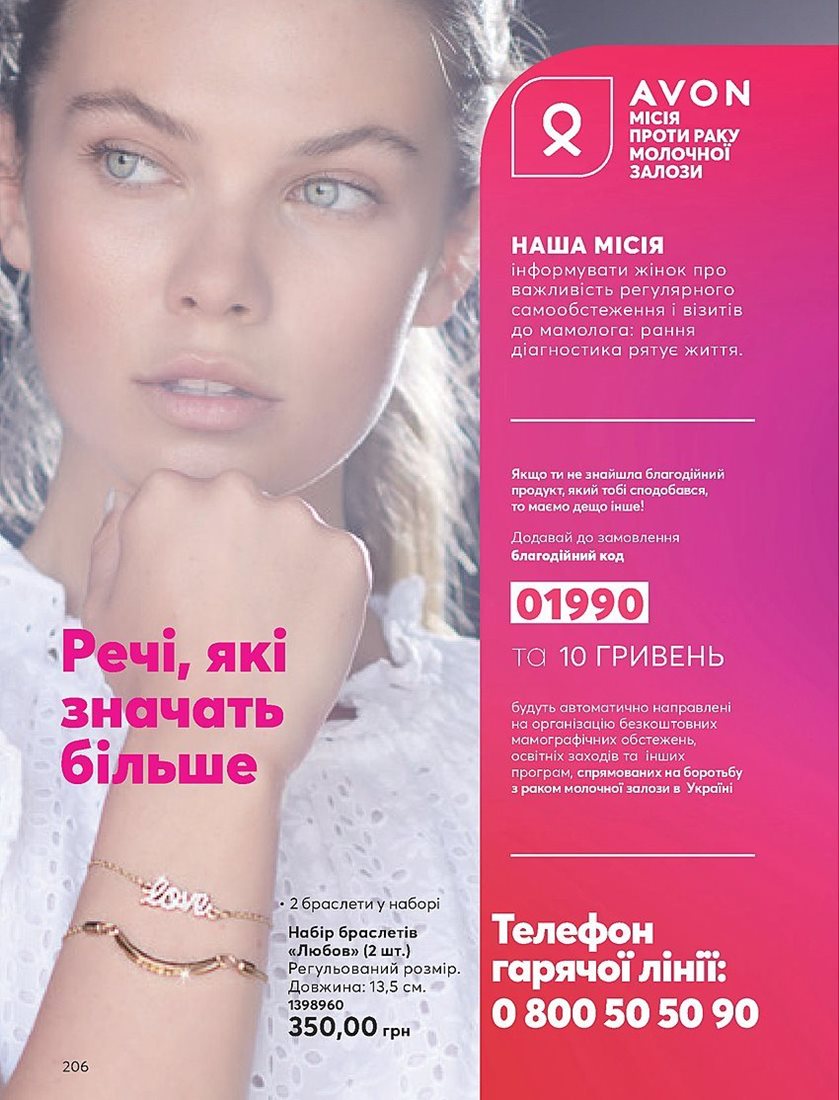 AVON
МІСІЯ
ПРОТИ РАКУ
МОЛОЧНОЇ
ЗАЛОЗИ
НАША МІСІЯ
інформувати жінок про
важливість регулярного
самообстеження і візитів
до мамолога: рання
діагностика рятує життя.
Якщо ти не знайшла благодійний
продукт, який тобі сподобався,
то маємо дещо інше!
Додавай до замовлення
благодійний код
01990
та 10 ГРИВЕНЬ
будуть автоматично направлені
на організацію безкоштовних
мамографічних обстежень,
освітніх заходів та інших
програм, спрямованих на боротьбу
з раком молочної залози в Україні
Телефон
гарячої лінії:
0 800 50 50 90
Речі, які
значать
більше
love
• 2 браслети у наборі
Набір браслетів
«Любов» (2 шт.)
Регульований розмір.
Довжина: 13,5 см.
1398960
350,00 грн
206